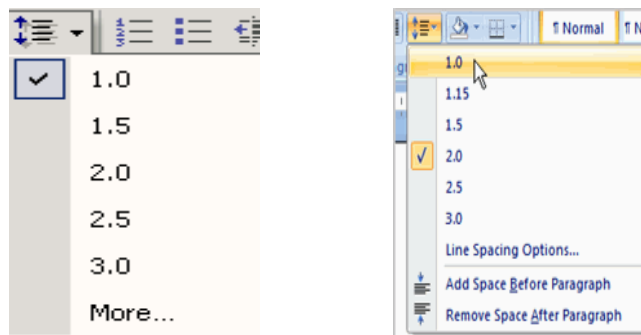 1.0
1.5
2.0
2.5
3.0
More...
¶ Normal
1.0
1.15
1.5
2.0
2.5
3.0
Line Spacing Options...
Add Space Before Paragraph
Remove Space After Paragraph